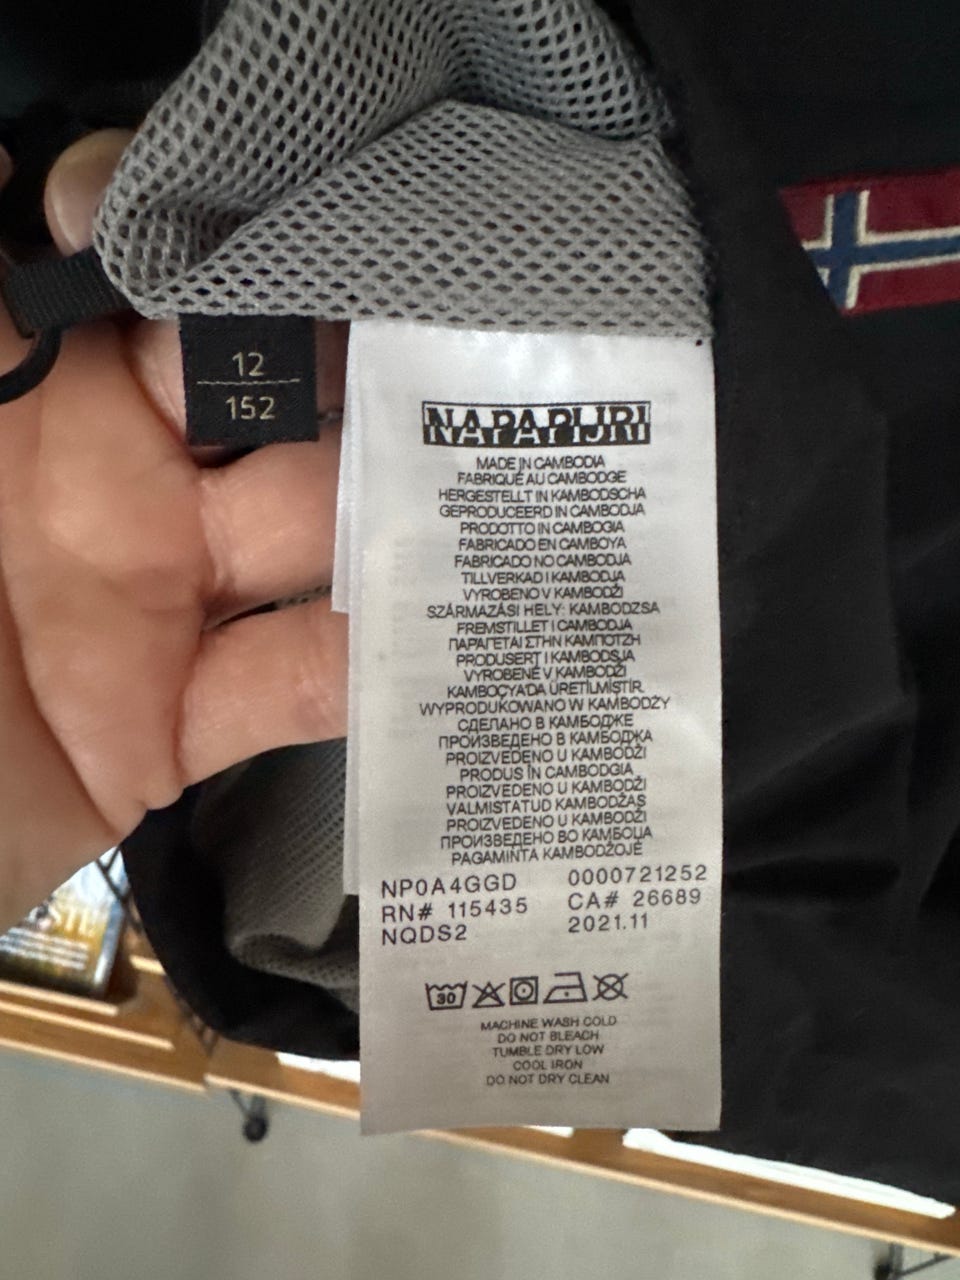 12
152
NAPAPIJRI
MADE IN CAMBODIA
FABRIQUÉ AU CAMBODGE
HERGESTELLT IN KAMBODSCHA
GEPRODUCEERD IN CAMBODJA
PRODOTTO IN CAMBOGIA
FABRICADO EN CAMBOYA
FABRICADO NO CAMBODJA
TILLVERKAD I KAMBODJA
VYROBENO V KAMBODŽI
SZÁRMAZÁSI HELY: KAMBODZSA
FREMSTILLET I CAMBODJA
ΠΑΡΑΓΕΤΑΙ ΣΤΗΝ ΚΑΜΠΟΤΖΗ
PRODUSERT I KAMBODSJA
VYROBENÉ V KAMBODŽI
KAMBOÇYA'DA ÜRETİLMİŞTİR.
WYPRODUKOWANO W KAMBODŻY
СДЕЛАНО В КАМБОДЖЕ
ПРОИЗВЕДЕНО В КАМБОДЖА
PROIZVEDENO U KAMBODŽI
PRODUS ÎN CAMBODGIA
PROIZVEDENO U KAMBODŽI
VALMISTATUD KAMBODŽAS
PROIZVEDENO U KAMBODŽI
ПРОИЗВЕДЕНО ВО КАМБОЏА
PAGAMINTA KAMBODŽOJE
NP0A4GGD 0000721252
RN# 115435 CA# 26689
NQDS2 2021.11
30
MACHINE WASH COLD
DO NOT BLEACH
TUMBLE DRY LOW
COOL IRON
DO NOT DRY CLEAN